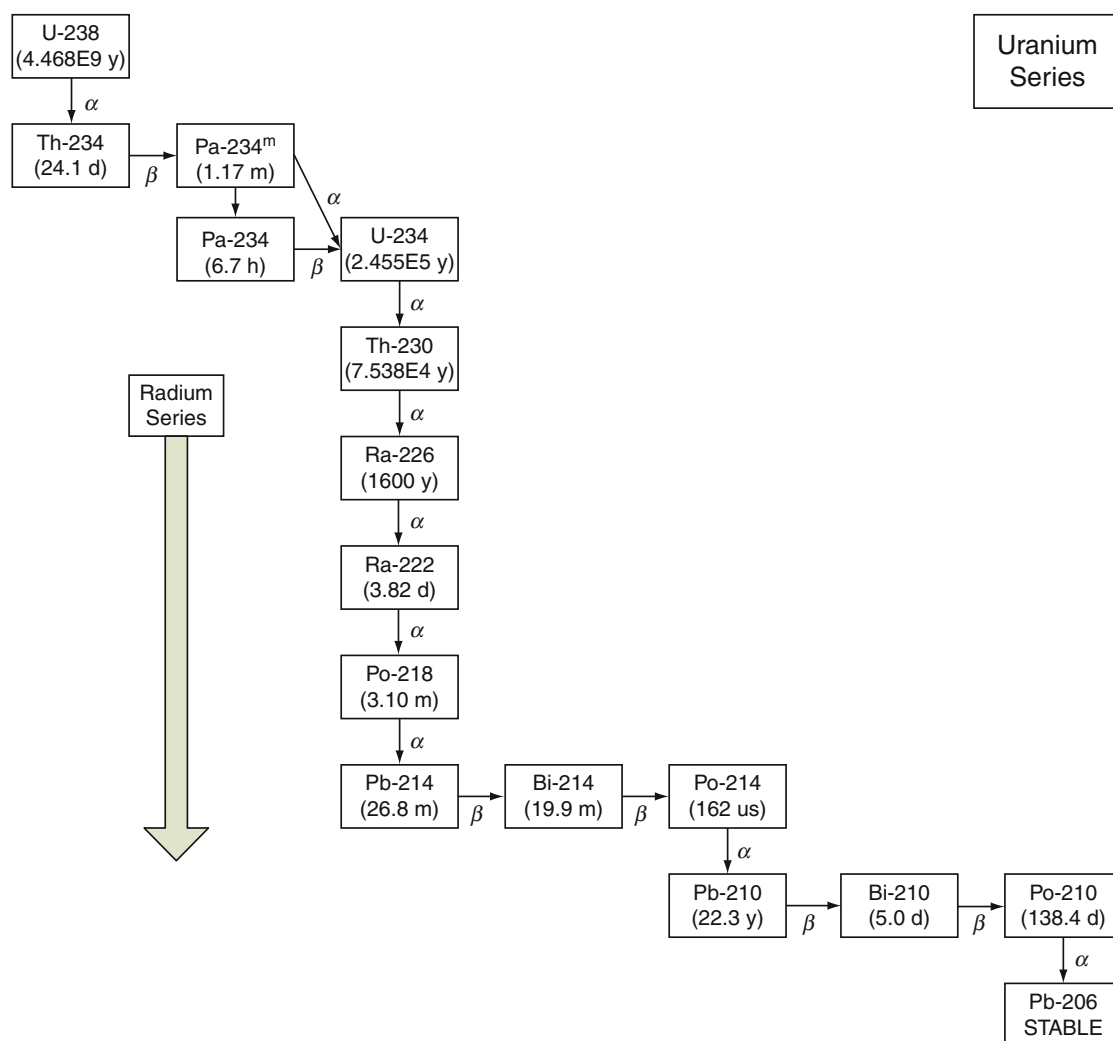 U-238
(4.468E9 y)
Uranium
Series
α
Th-234
(24.1 d)
β
Pa-234ᵐ
(1.17 m)
α
Pa-234
(6.7 h)
β
U-234
(2.455E5 y)
α
Th-230
(7.538E4 y)
Radium
Series
α
Ra-226
(1600 y)
α
Ra-222
(3.82 d)
α
Po-218
(3.10 m)
α
Pb-214
(26.8 m)
β
Bi-214
(19.9 m)
β
Po-214
(162 us)
α
Pb-210
(22.3 y)
β
Bi-210
(5.0 d)
β
Po-210
(138.4 d)
α
Pb-206
STABLE